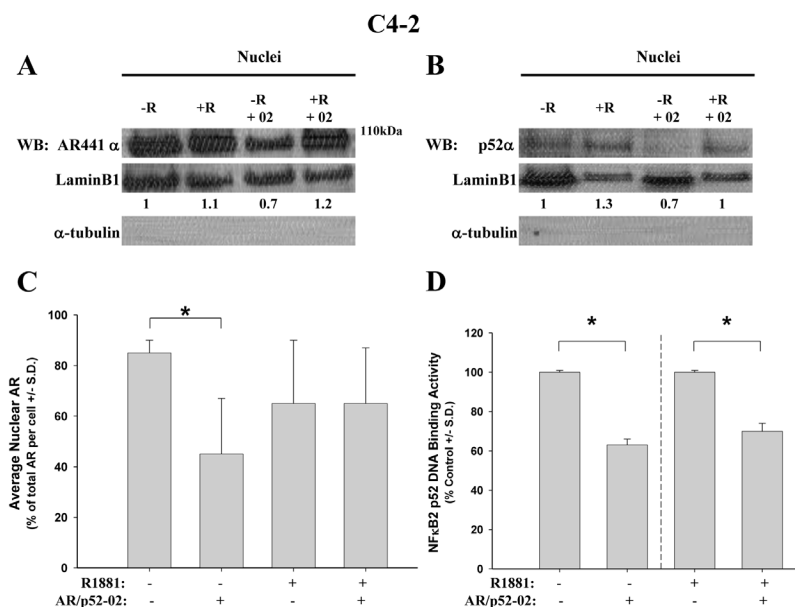 C4-2
A
Nuclei
-R +R -R + 02 +R + 02
WB: AR441 α
110kDa
LaminB1
1 1.1 0.7 1.2
α-tubulin
B
Nuclei
-R +R -R + 02 +R + 02
WB: p52α
LaminB1
1 1.3 0.7 1
α-tubulin
C
*
Average Nuclear AR
(% of total AR per cell +/- S.D.)
100
80
60
40
20
0
R1881: - - + +
AR/p52-02: - + - +
D
* *
NFκB2 p52 DNA Binding Activity
(% Control +/- S.D.)
120
100
80
60
40
20
0
R1881: - - + +
AR/p52-02: - + - +